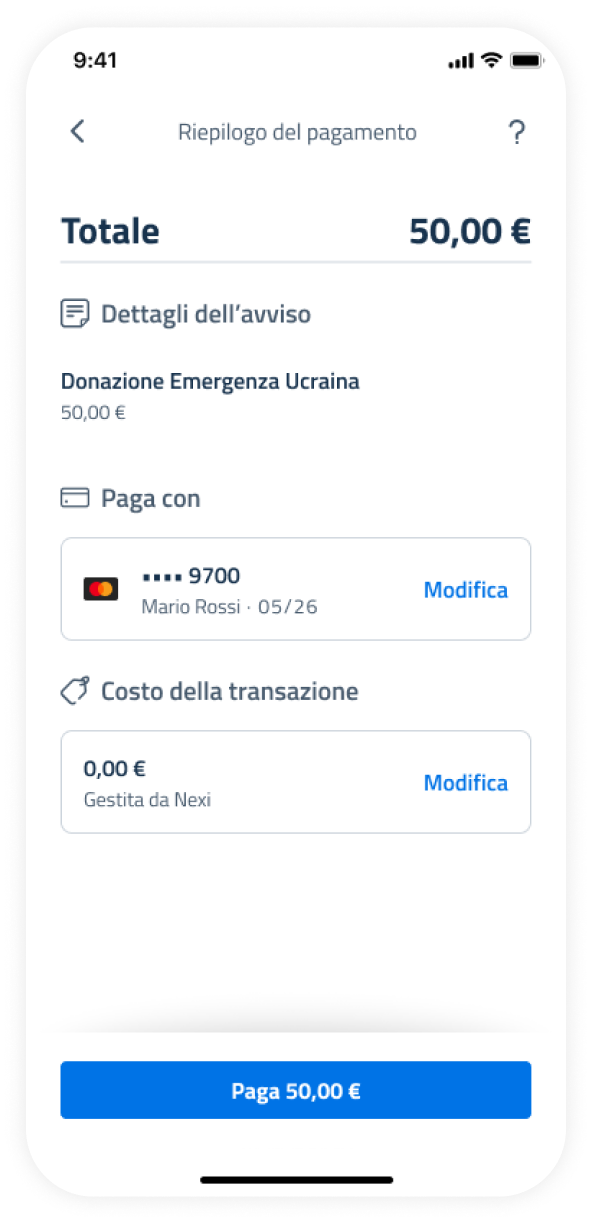 9:41
Riepilogo del pagamento ?
Totale 50,00 €
Dettagli dell’avviso
Donazione Emergenza Ucraina
50,00 €
Paga con
•••• 9700
Mario Rossi · 05/26
Modifica
Costo della transazione
0,00 €
Gestita da Nexi
Modifica
Paga 50,00 €